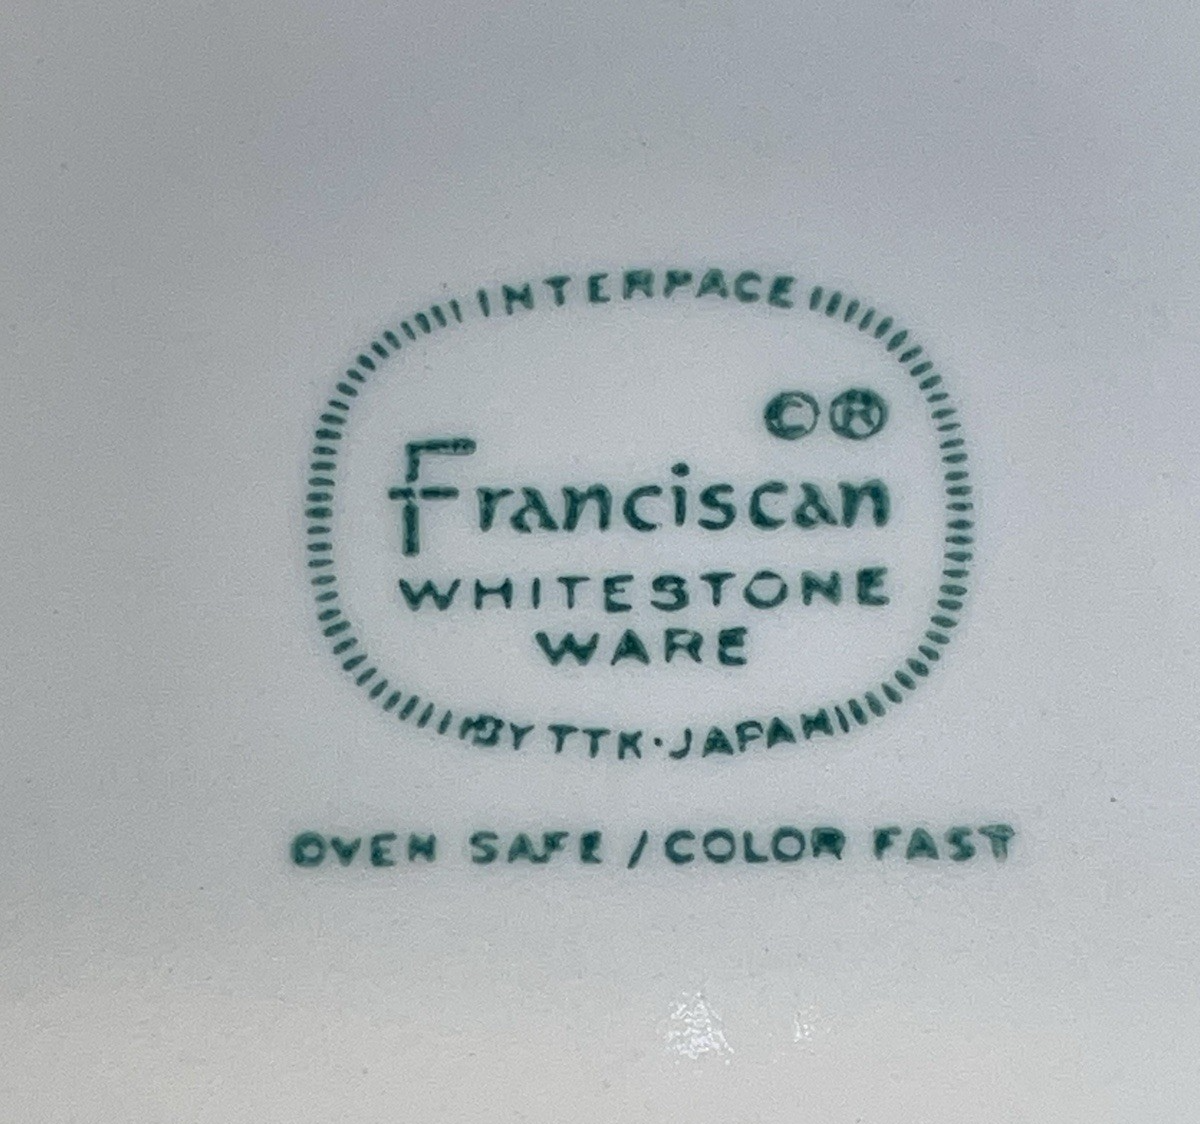 INTERPACE
©®
Franciscan
WHITESTONE
WARE
BY TTK·JAPAN
OVEN SAFE / COLOR FAST